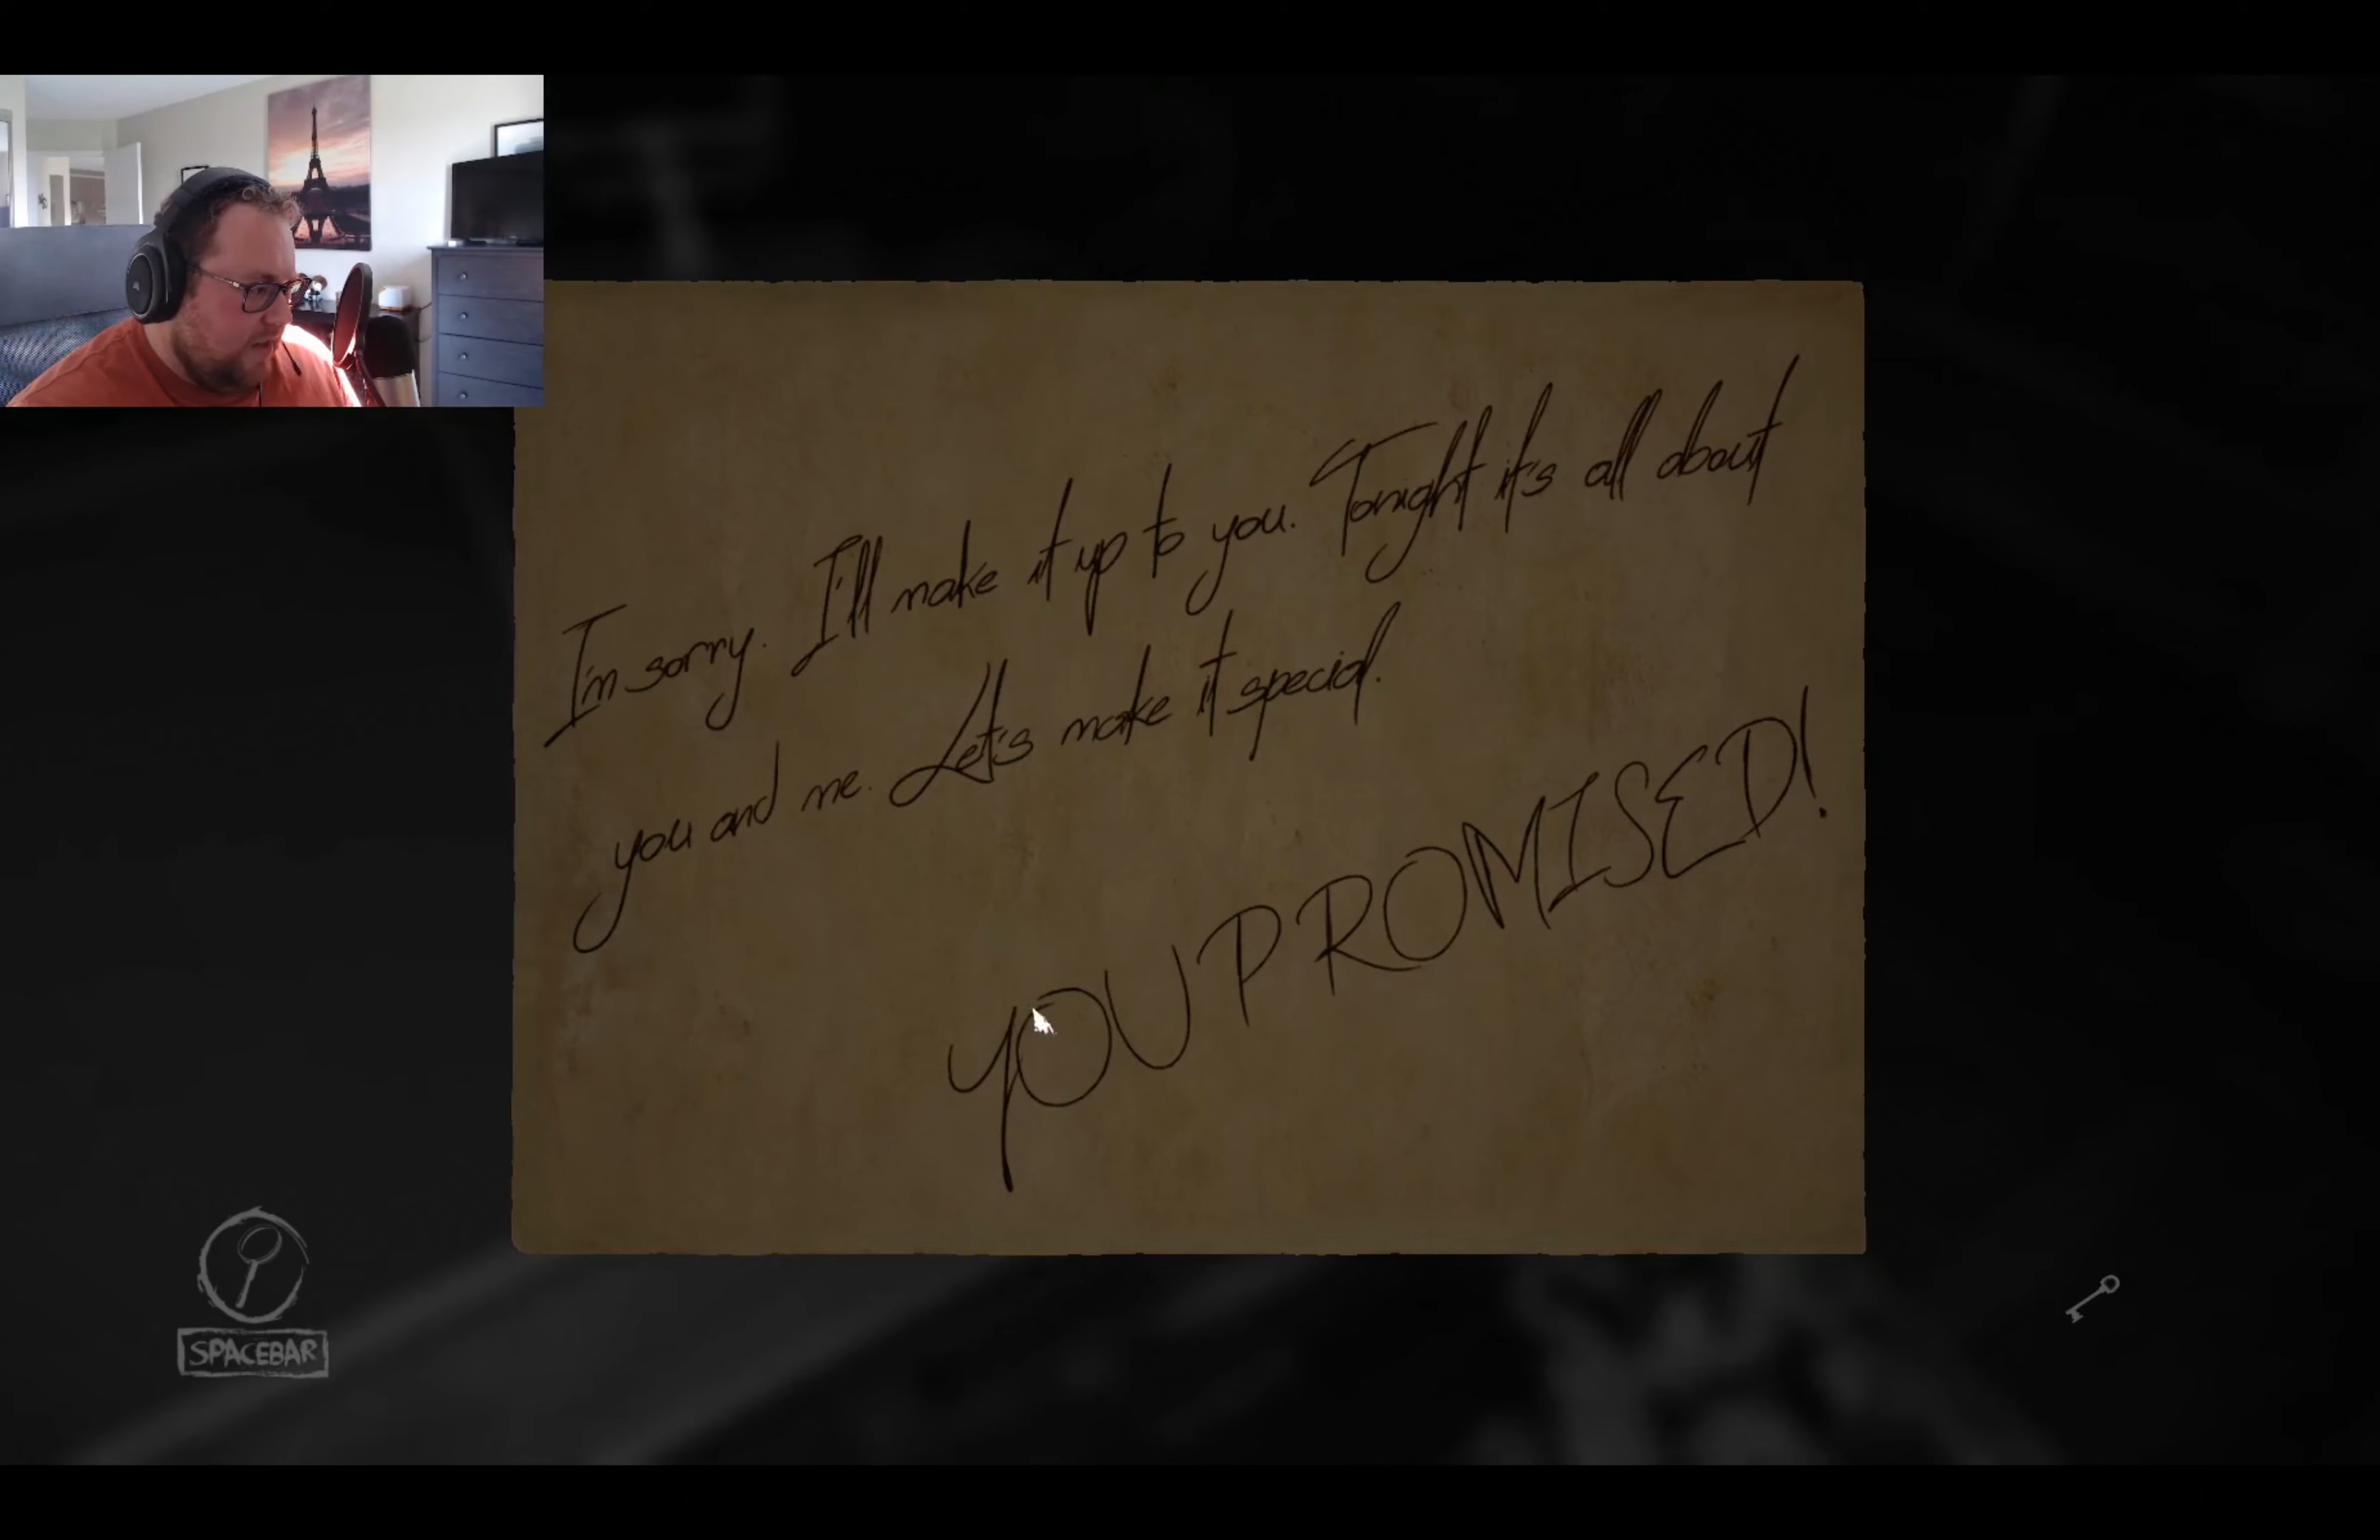 I'm sorry. I'll make it up to you. Tonight it's all about
you and me. Let's make it special.
YOU PROMISED!
SPACEBAR